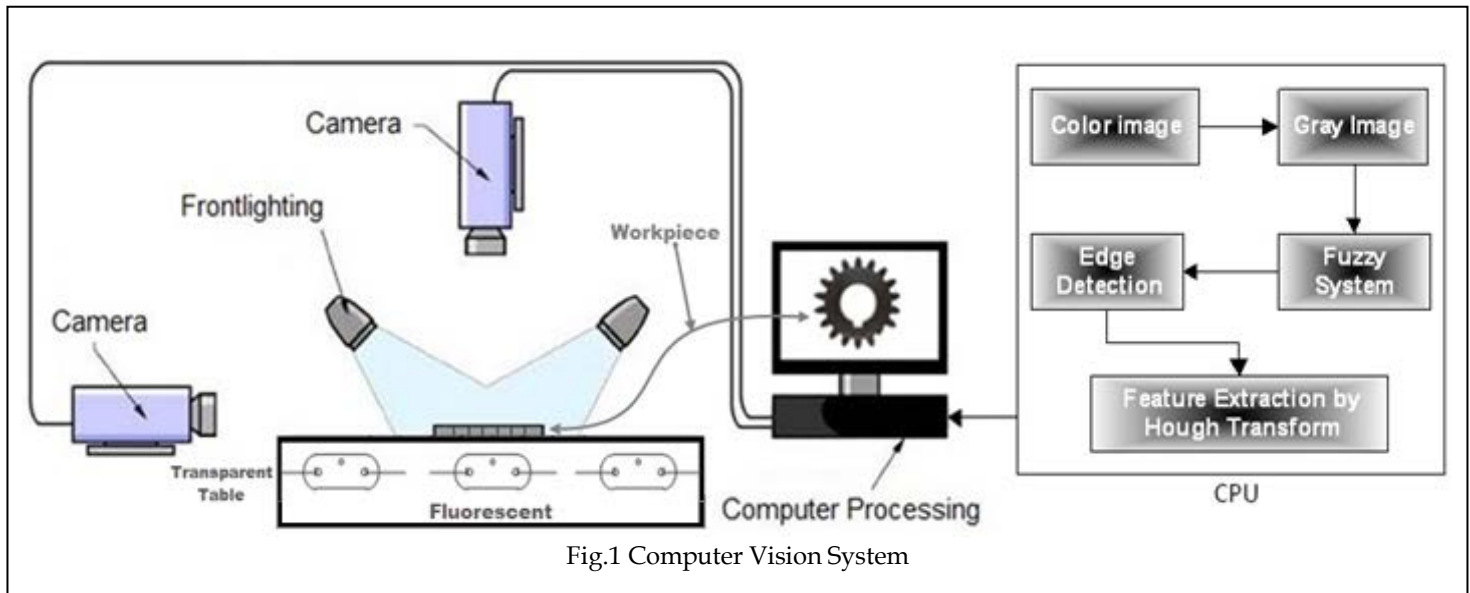 Camera
Frontlighting
Workpiece
Camera
Transparent
Table
Fluorescent
Computer Processing
Color image
Gray Image
Edge
Detection
Fuzzy
System
Feature Extraction by
Hough Transform
CPU
Fig.1 Computer Vision System